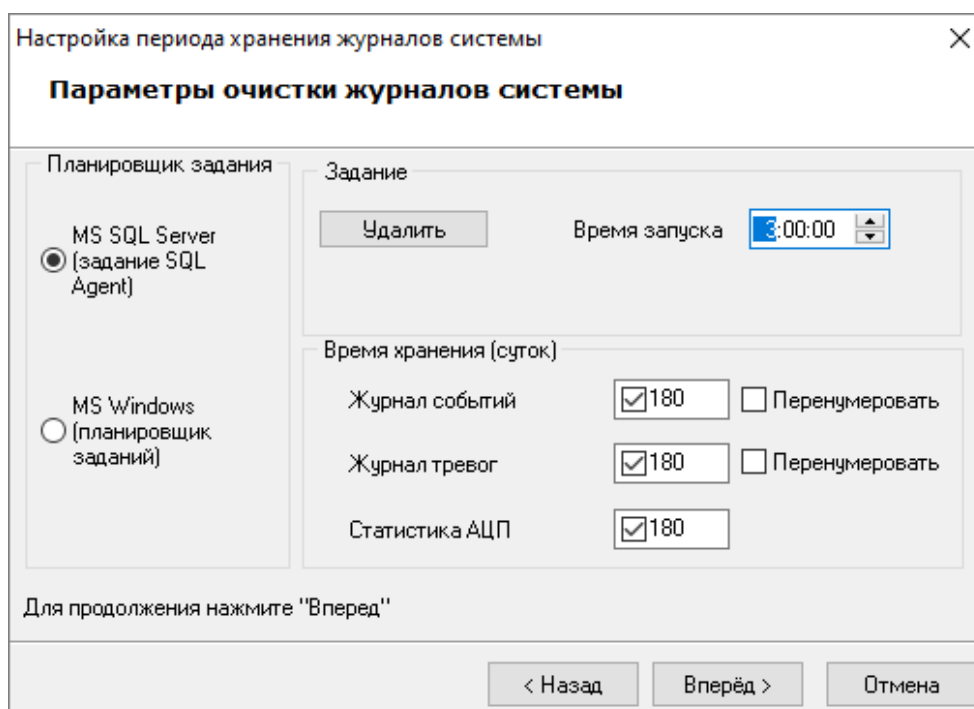 Настройка периода хранения журналов системы
Параметры очистки журналов системы
Планировщик задания
MS SQL Server
(задание SQL
Agent)
MS Windows
(планировщик
заданий)
Задание
Удалить
Время запуска
3:00:00
Время хранения (суток)
Журнал событий
180
Перенумеровать
Журнал тревог
180
Перенумеровать
Статистика АЦП
180
Для продолжения нажмите "Вперед"
< Назад
Вперёд >
Отмена